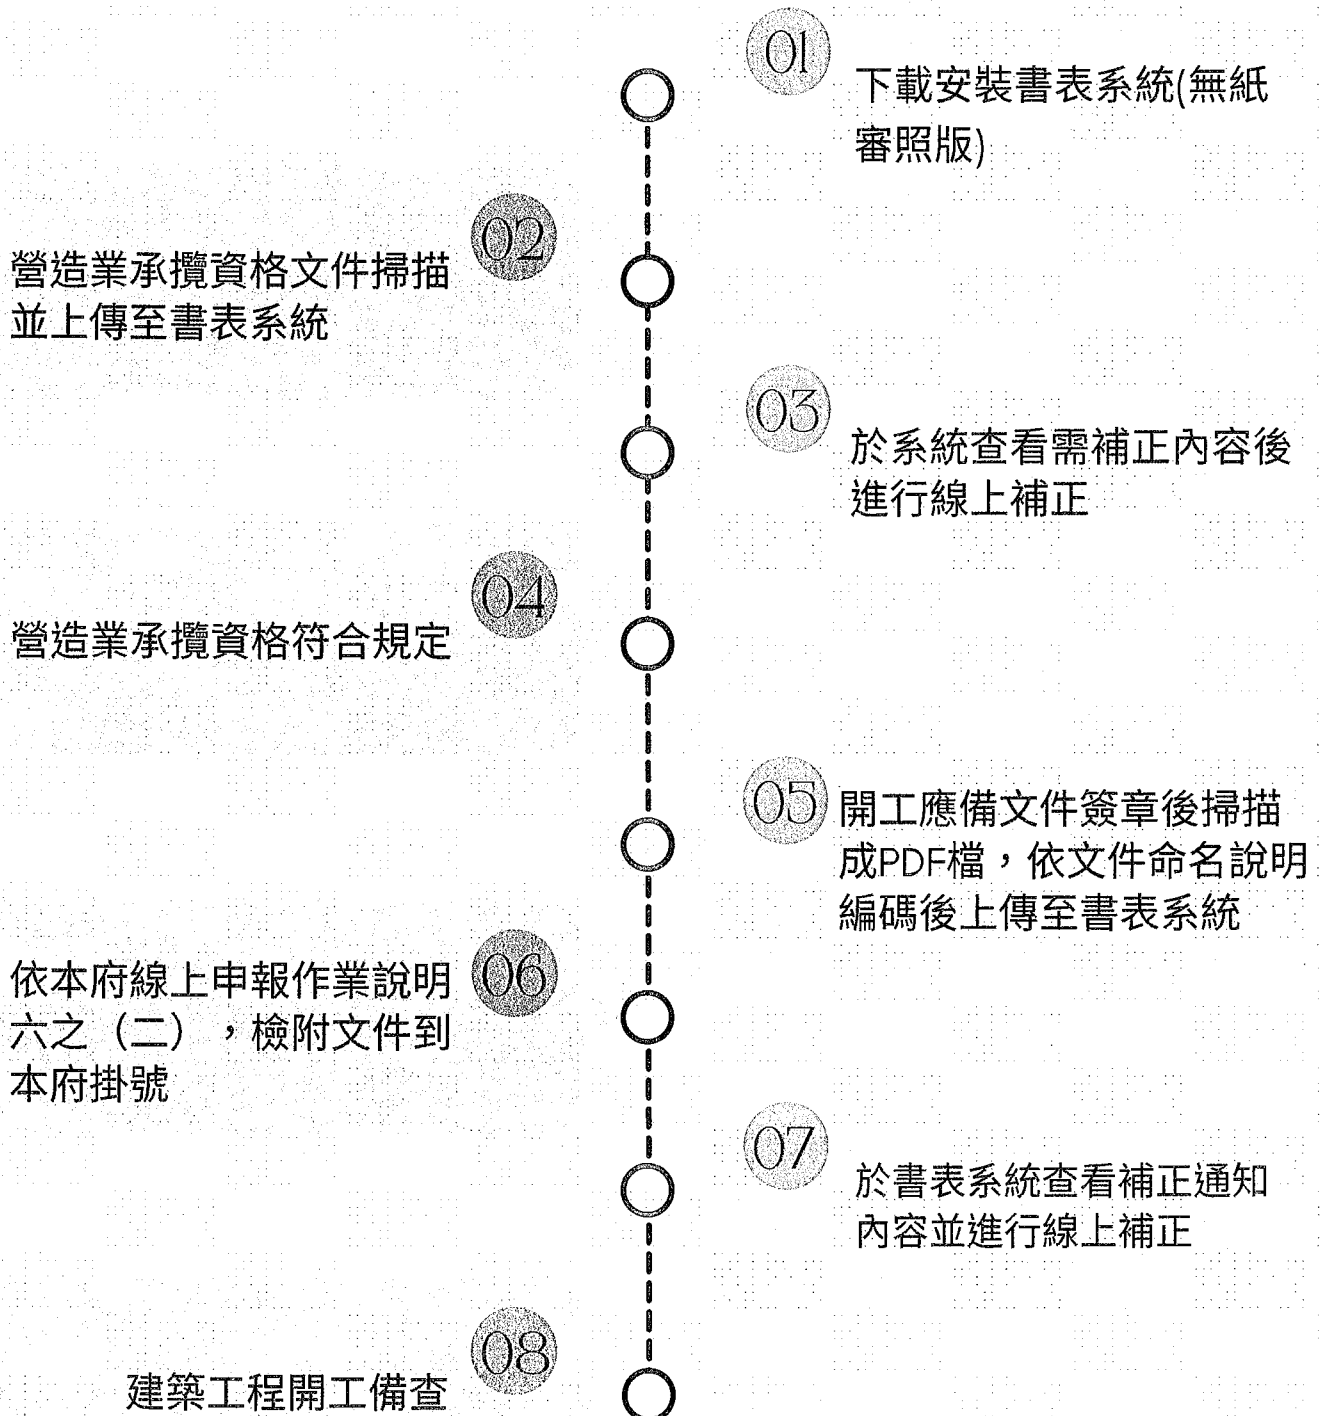 01
下載安裝書表系統(無紙
審照版)
02
營造業承攬資格文件掃描
並上傳至書表系統
03
於系統查看需補正內容後
進行線上補正
04
營造業承攬資格符合規定
05
開工應備文件簽章後掃描
成PDF檔，依文件命名說明
編碼後上傳至書表系統
06
依本府線上申報作業說明
六之（二），檢附文件到
本府掛號
07
於書表系統查看補正通知
內容並進行線上補正
08
建築工程開工備查